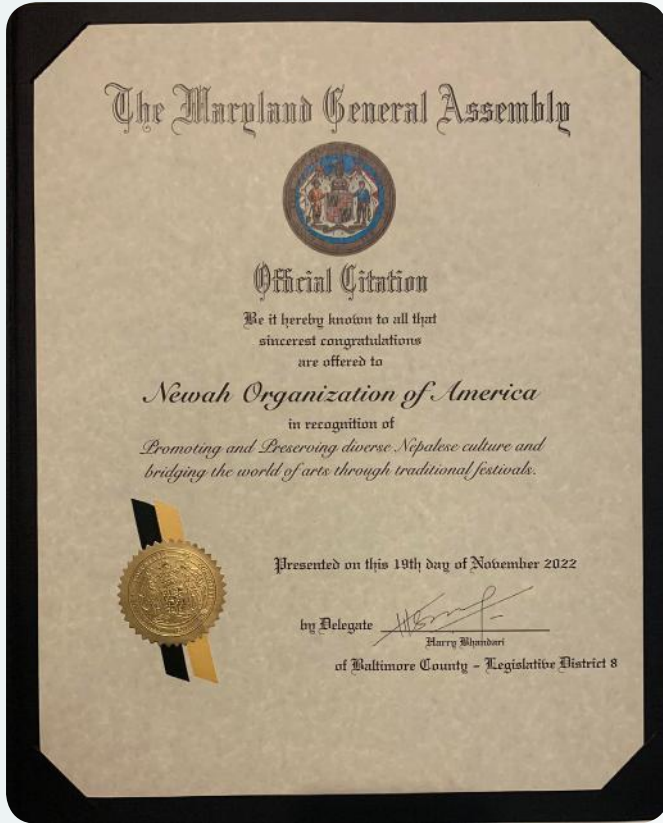 The Maryland General Assembly
Official Citation
Be it hereby known to all that
sincerest congratulations
are offered to
Newah Organization of America
in recognition of
Promoting and Preserving diverse Nepalese culture and
bridging the world of arts through traditional festivals.
Presented on this 19th day of November 2022
by Delegate
Harry Bhandari
of Baltimore County - Legislative District 8